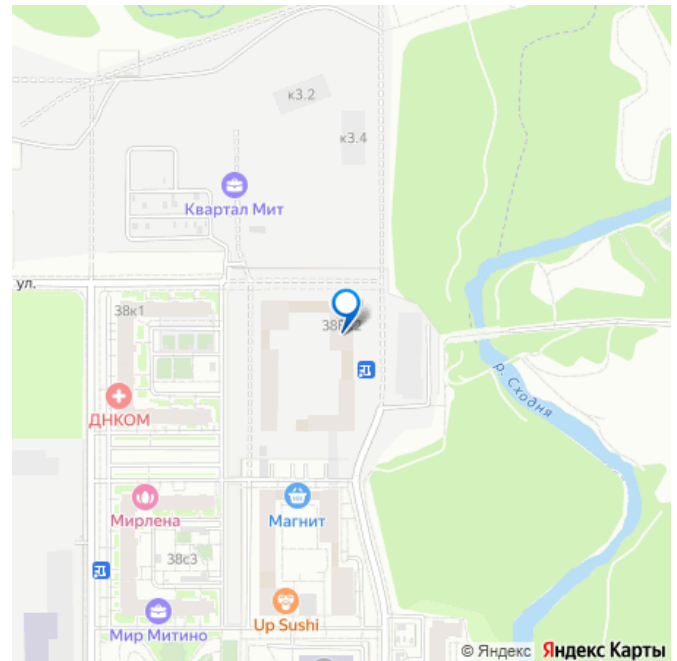 к3.2
к3.4
Квартал Мит
ул.
38к1
ДНКОМ
р. Сходня
Мирлена
Магнит
38с3
Up Sushi
Мир Митино
© Яндекс Яндекс Карты